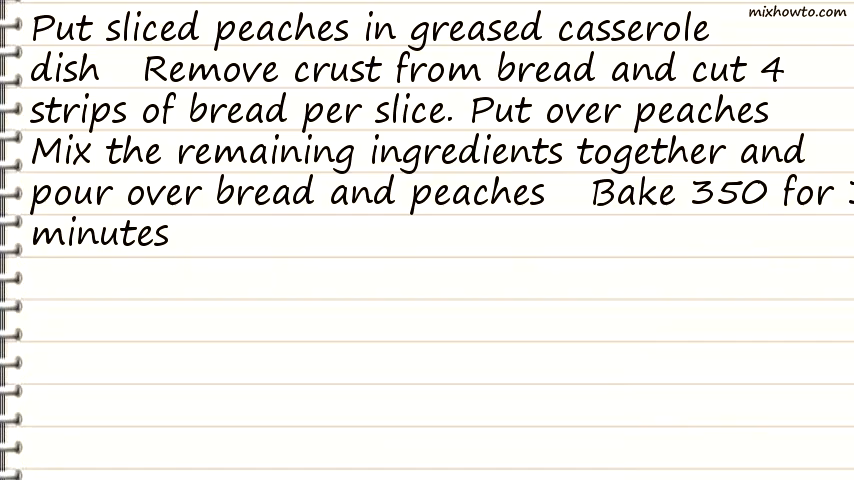 mixhowto.com
Put sliced peaches in greased casserole
dish Remove crust from bread and cut 4
strips of bread per slice. Put over peaches
Mix the remaining ingredients together and
pour over bread and peaches Bake 350 for
minutes